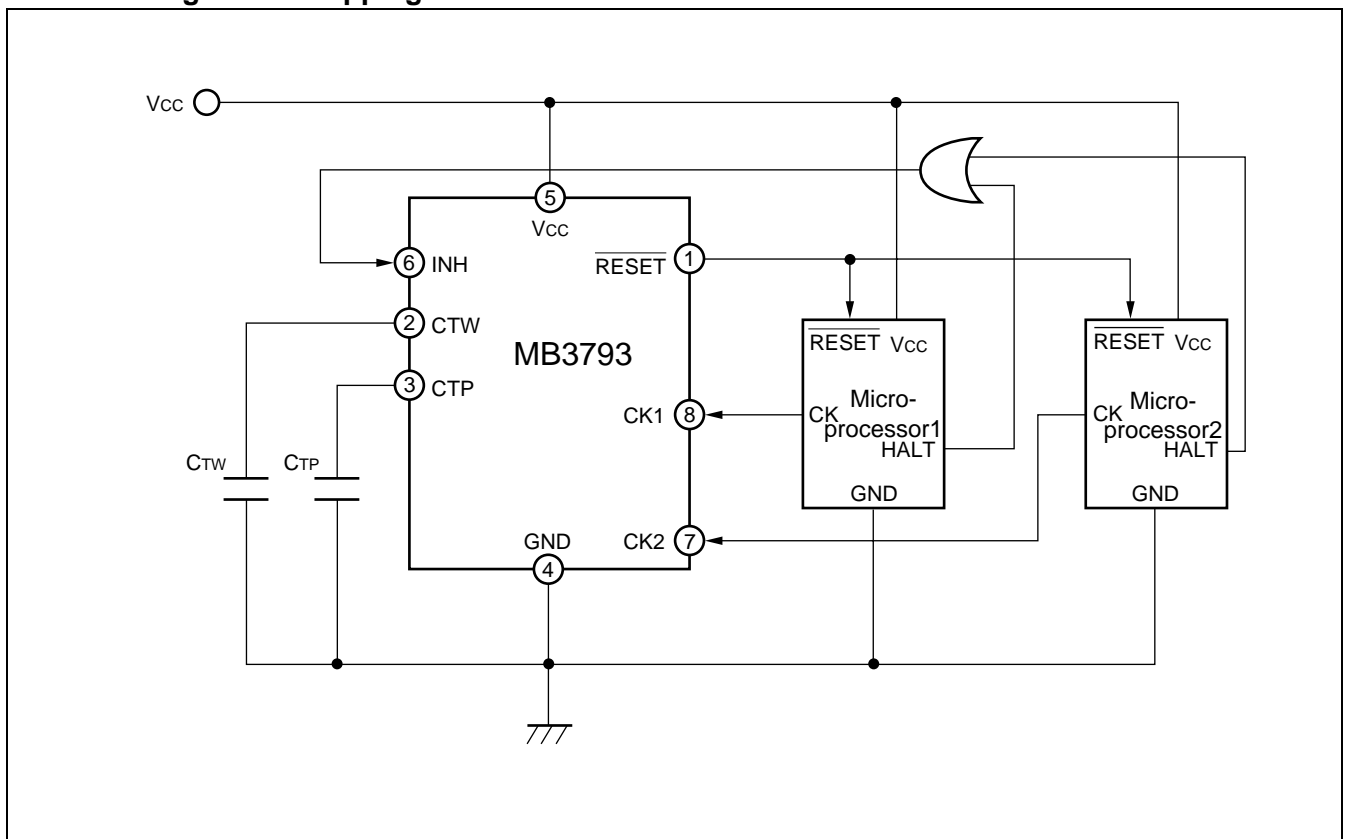 Vcc
5
Vcc
6 INH
RESET 1
2 CTW
MB3793
3 CTP
RESET Vcc
RESET Vcc
CK1 8
CK Micro-
processor1
HALT
CK Micro-
processor2
HALT
CTW
CTP
GND
GND
GND
CK2 7
4